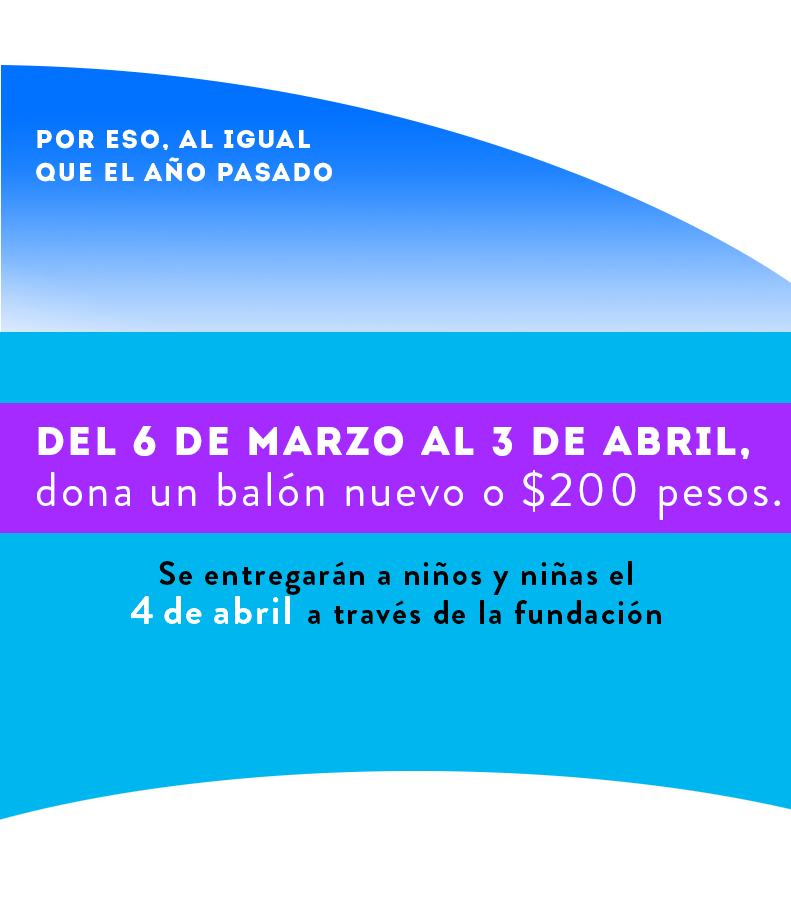 POR ESO, AL IGUAL
QUE EL AÑO PASADO
DEL 6 DE MARZO AL 3 DE ABRIL,
dona un balón nuevo o $200 pesos.
Se entregarán a niños y niñas el
4 de abril a través de la fundación